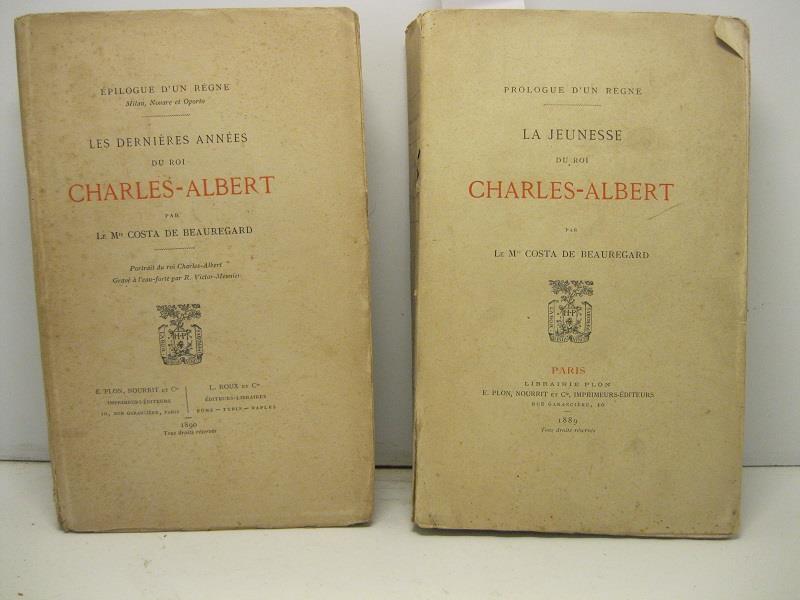 ÉPILOGUE D'UN RÈGNE
Milan, Novare et Oporto
LES DERNIÈRES ANNÉES
DU ROI
CHARLES-ALBERT
PAR
LE Mis COSTA DE BEAUREGARD
Portrait du roi Charles-Albert
Gravé à l'eau-forte par R. Victor-Meunier
E. PLON, NOURRIT ET Cie
IMPRIMEURS-ÉDITEURS
10, RUE GARANCIÈRE, PARIS
L. ROUX ET Cie
ÉDITEURS-LIBRAIRES
ROME — TURIN — NAPLES
1890
Tous droits réservés
PROLOGUE D'UN RÈGNE
LA JEUNESSE
DU ROI
CHARLES-ALBERT
PAR
LE Mis COSTA DE BEAUREGARD
PARIS
LIBRAIRIE PLON
E. PLON, NOURRIT ET Cie, IMPRIMEURS-ÉDITEURS
RUE GARANCIÈRE, 10
1889
Tous droits réservés